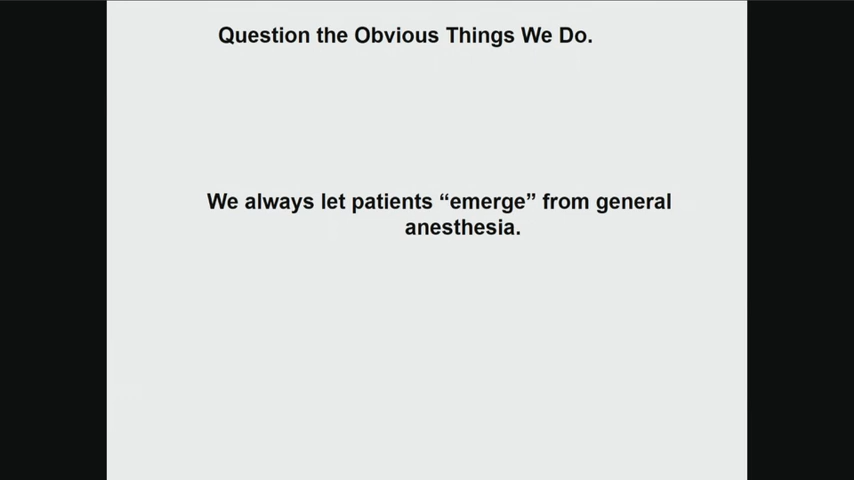 Question the Obvious Things We Do.
We always let patients “emerge” from general
anesthesia.